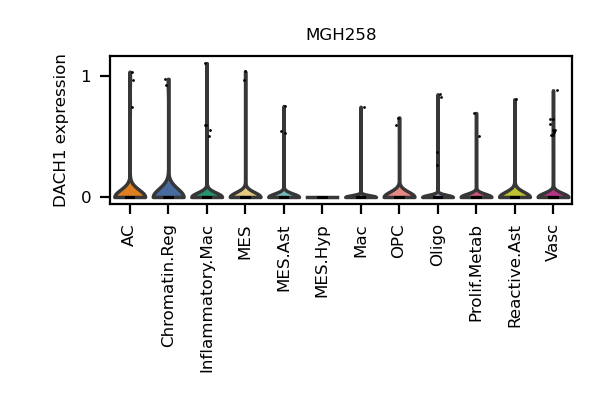 MGH258
DACH1 expression
1
0
AC
Chromatin.Reg
Inflammatory.Mac
MES
MES.Ast
MES.Hyp
Mac
OPC
Oligo
Prolif.Metab
Reactive.Ast
Vasc